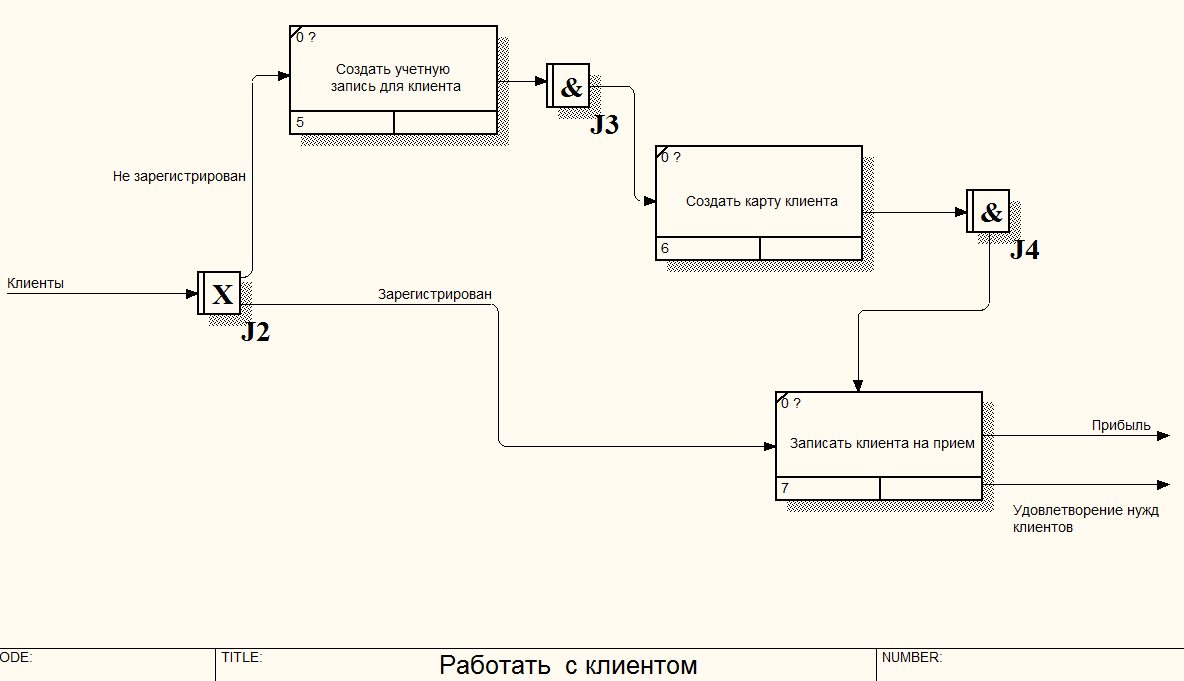 0 ?
Создать учетную
запись для клиента
5
&
J3
Не зарегистрирован
0 ?
Создать карту клиента
6
&
J4
Клиенты
X
J2
Зарегистрирован
0 ?
Записать клиента на прием
7
Прибыль
Удовлетворение нужд
клиентов
ODE:
TITLE:
Работать с клиентом
NUMBER: